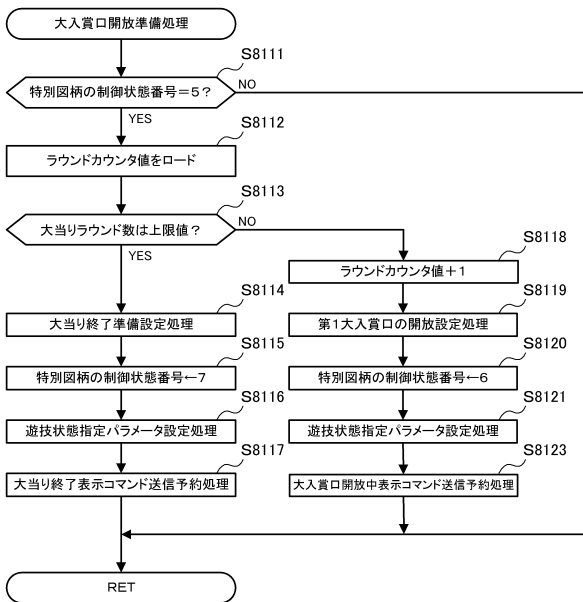 大入賞口開放準備処理
S8111
特別図柄の制御状態番号＝５？
NO
YES
S8112
ラウンドカウンタ値をロード
S8113
大当りラウンド数は上限値？
NO
YES
S8114
大当り終了準備設定処理
S8115
特別図柄の制御状態番号←７
S8116
遊技状態指定パラメータ設定処理
S8117
大当り終了表示コマンド送信予約処理
S8118
ラウンドカウンタ値＋１
S8119
第１大入賞口の開放設定処理
S8120
特別図柄の制御状態番号←６
S8121
遊技状態指定パラメータ設定処理
S8123
大入賞口開放中表示コマンド送信予約処理
RET